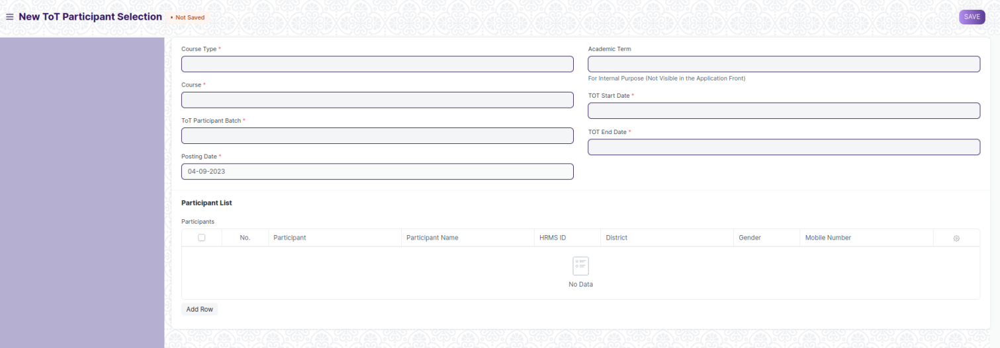 New ToT Participant Selection
• Not Saved
SAVE
Course Type *
Course *
ToT Participant Batch *
Posting Date *
04-09-2023
Academic Term
For Internal Purpose (Not Visible in the Application Front)
TOT Start Date *
TOT End Date *
Participant List
Participants
No. Participant Participant Name HRMS ID District Gender Mobile Number
No Data
Add Row